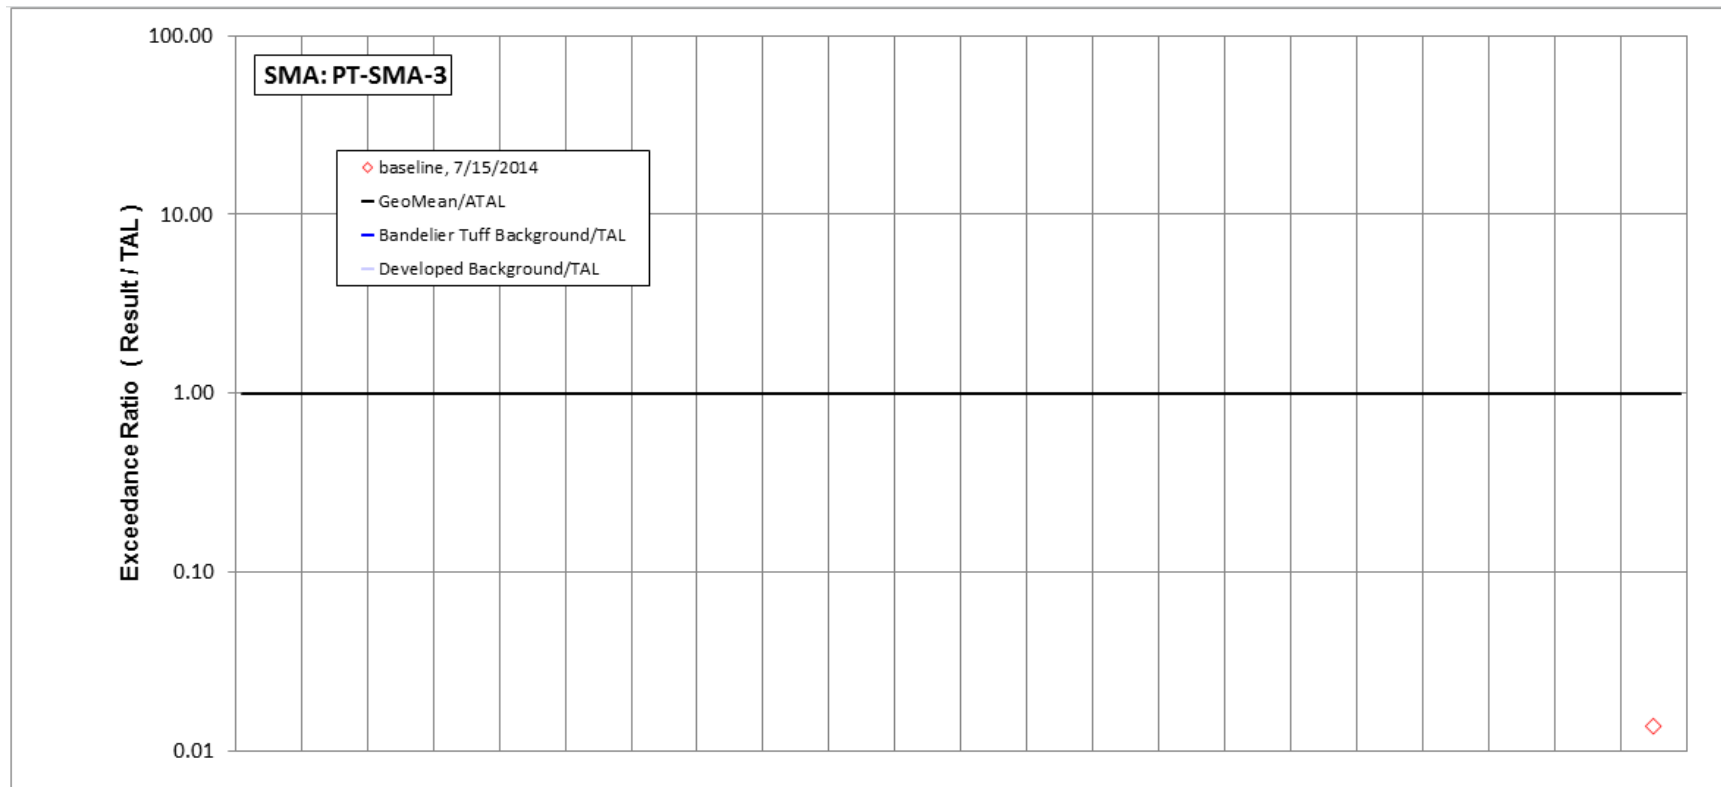 100.00
SMA: PT-SMA-3
baseline, 7/15/2014
GeoMean/ATAL
10.00
Bandelier Tuff Background/TAL
Developed Background/TAL
Exceedance Ratio ( Result / TAL )
1.00
0.10
0.01